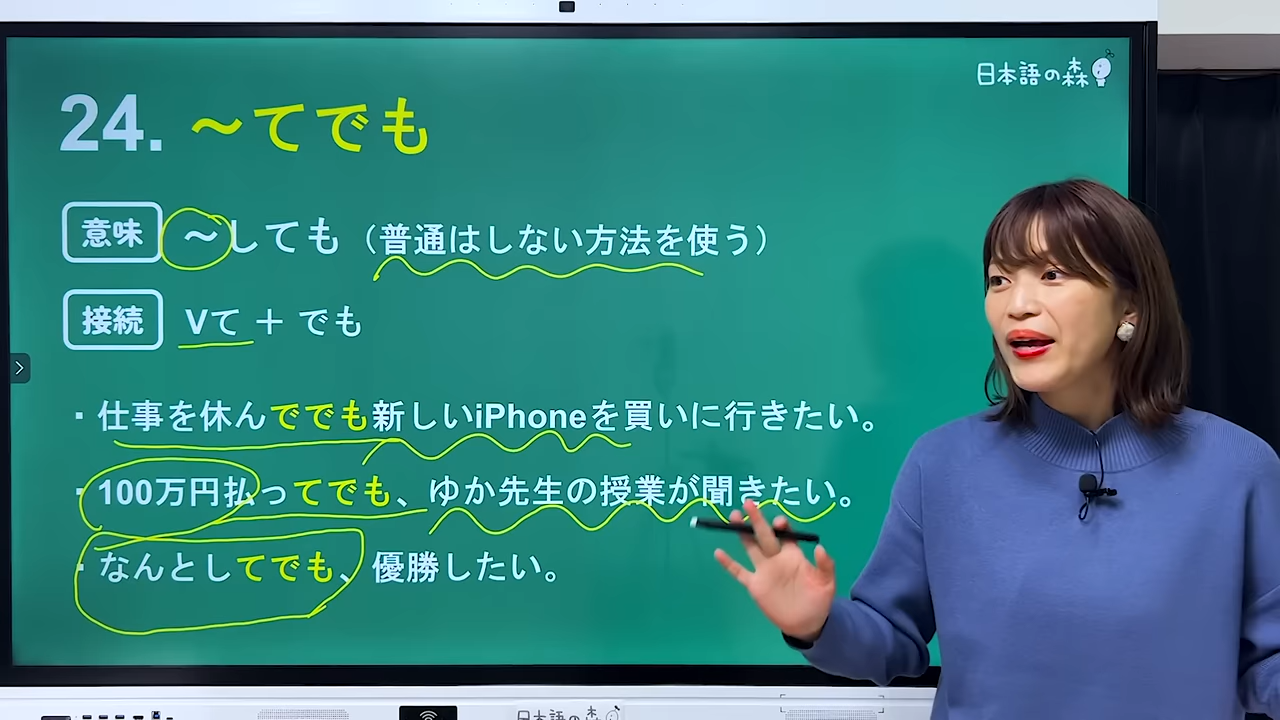 日本語の森
24. ～てでも
意味 ～しても（普通はしない方法を使う）
接続 Vて ＋ でも
・仕事を休んででも新しいiPhoneを買いに行きたい。
・100万円払ってでも、ゆか先生の授業が聞きたい。
・なんとしてでも、優勝したい。
日本語の森